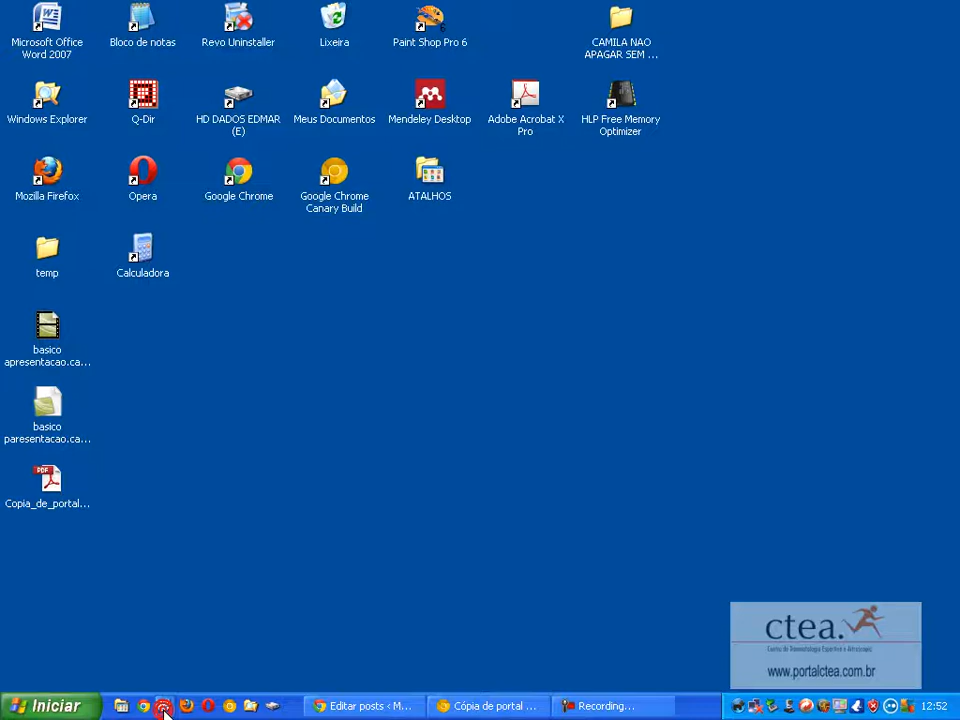 Microsoft Office
Word 2007
Bloco de notas
Revo Uninstaller
Lixeira
Paint Shop Pro 6
CAMILA NAO
APAGAR SEM ...
Windows Explorer
Q-Dir
HD DADOS EDMAR
(E)
Meus Documentos
Mendeley Desktop
Adobe Acrobat X
Pro
HLP Free Memory
Optimizer
Mozilla Firefox
Opera
Google Chrome
Google Chrome
Canary Build
ATALHOS
temp
Calculadora
basico
apresentacao.ca...
basico
paresentacao.ca...
PDF
Copia_de_portal...
ctea.
www.portalctea.com.br
Iniciar
Editar posts ‹ M...
Cópia de portal ...
Recording...
12:52